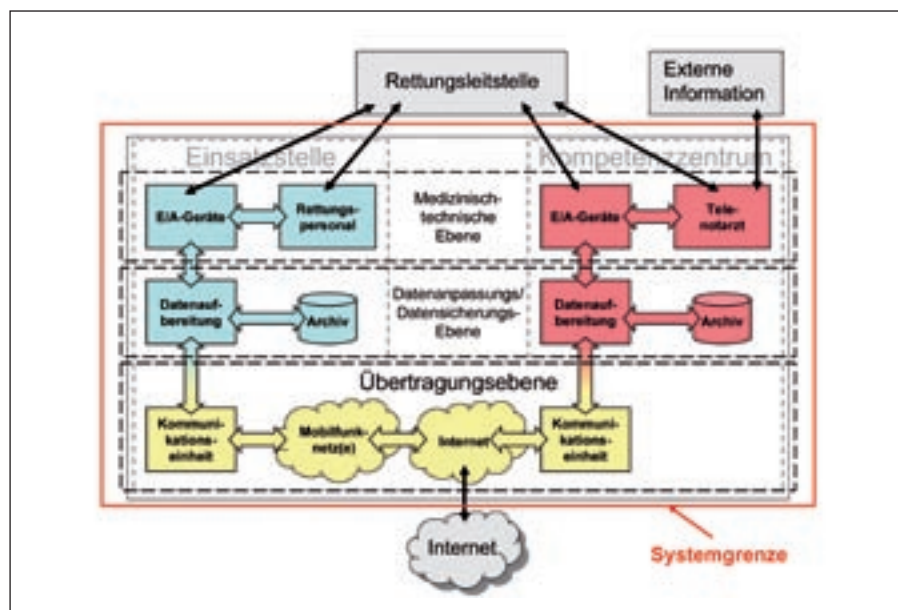 Rettungsleitstelle
Externe
Information
Einsatzstelle
Kompetenzzentrum
E/A-Geräte
Rettungs-
personal
Medizinisch-
technische
Ebene
E/A-Geräte
Tele-
notarzt
Datenauf-
bereitung
Archiv
Datenanpassungs/
Datensicherungs-
Ebene
Datenauf-
bereitung
Archiv
Übertragungsebene
Kommuni-
kations-
einheit
Mobilfunk-
netz(e)
Internet
Kommuni-
kations-
einheit
Internet
Systemgrenze